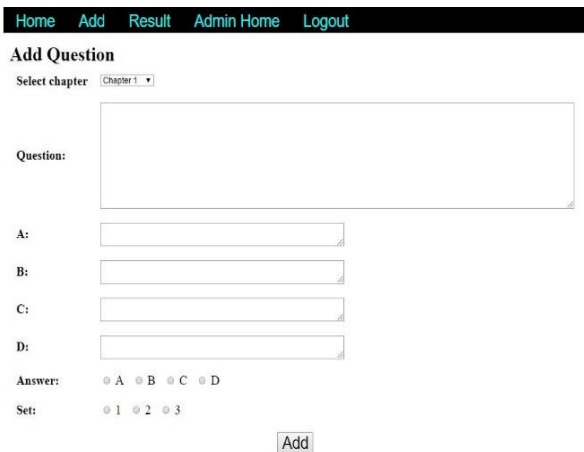 Home Add Result Admin Home Logout
Add Question
Select chapter Chapter 1
Question:
A:
B:
C:
D:
Answer: A B C D
Set: 1 2 3
Add